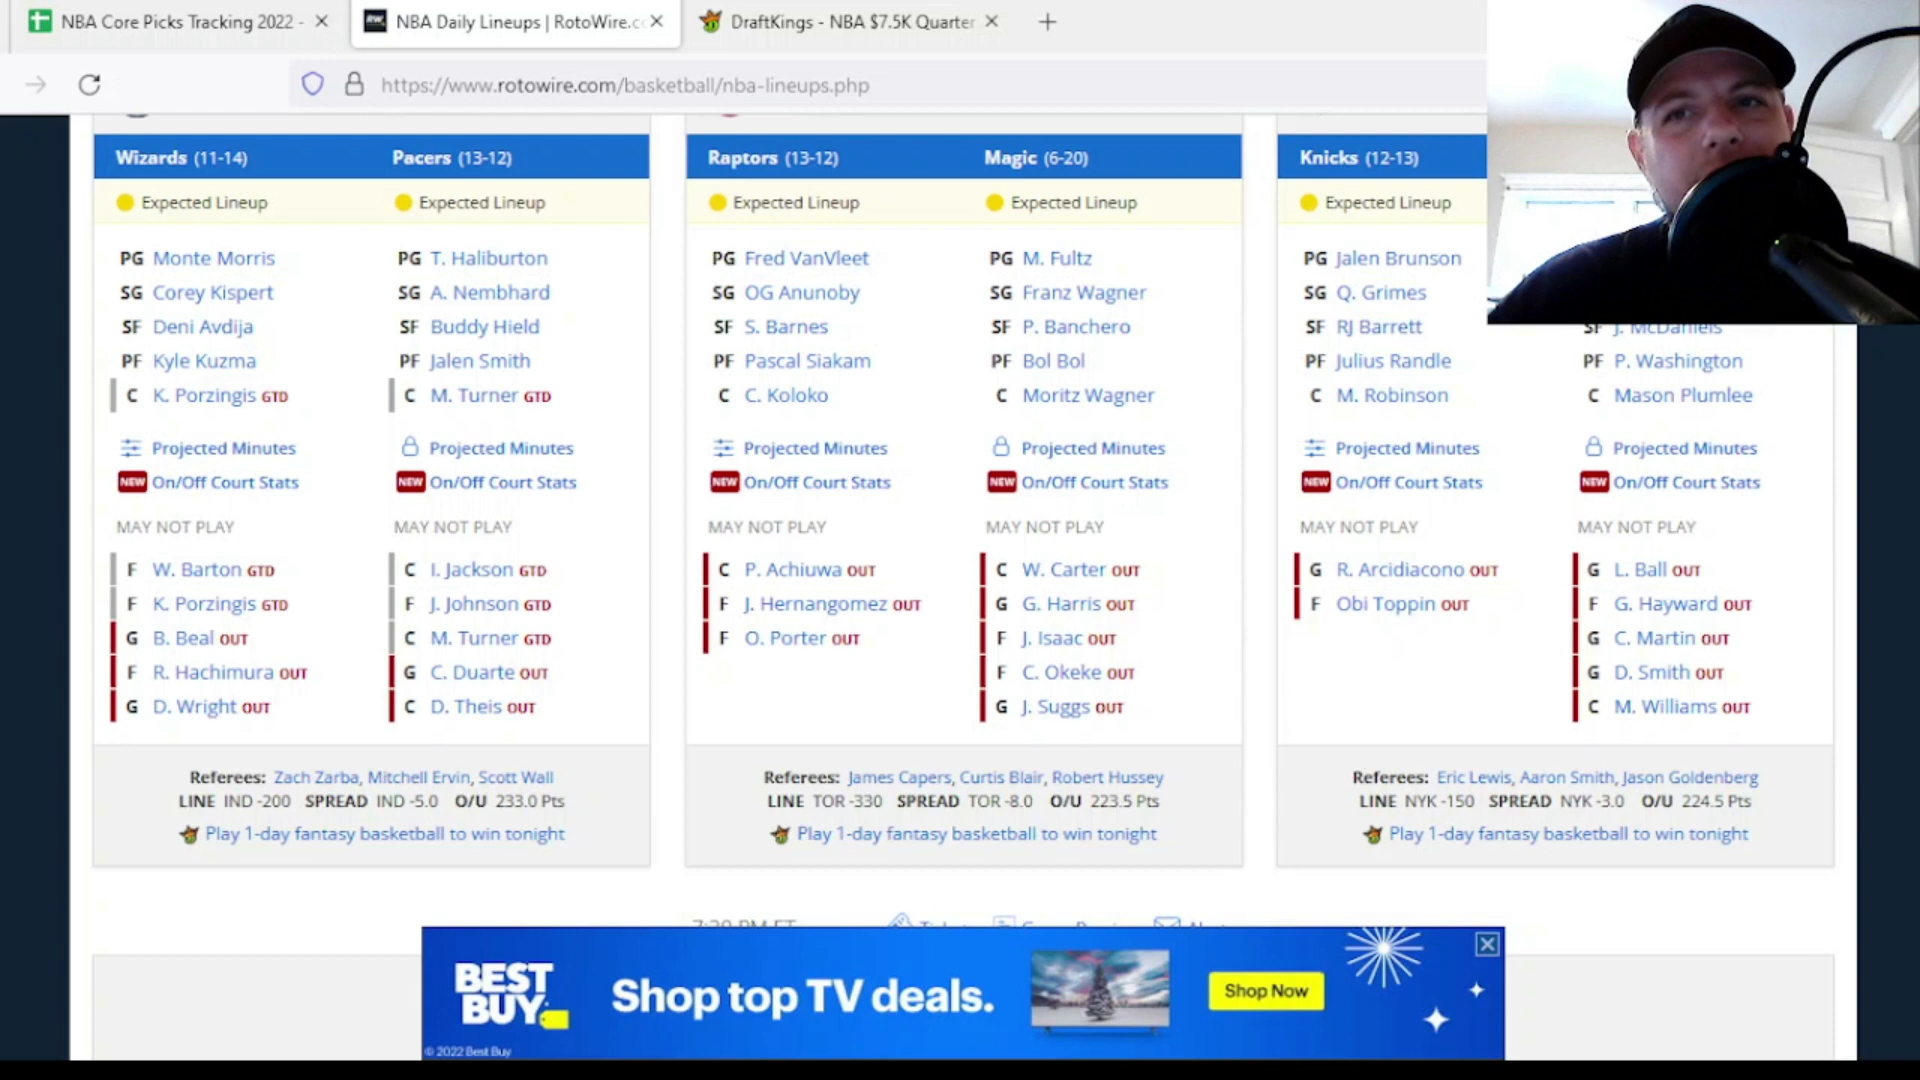 NBA Core Picks Tracking 2022 -
NBA Daily Lineups | RotoWire.co
DraftKings - NBA $7.5K Quarter
https://www.rotowire.com/basketball/nba-lineups.php
Wizards (11-14) Pacers (13-12)
Expected Lineup Expected Lineup
PG Monte Morris PG T. Haliburton
SG Corey Kispert SG A. Nembhard
SF Deni Avdija SF Buddy Hield
PF Kyle Kuzma PF Jalen Smith
C K. Porzingis GTD C M. Turner GTD
Projected Minutes Projected Minutes
NEW On/Off Court Stats NEW On/Off Court Stats
MAY NOT PLAY MAY NOT PLAY
F W. Barton GTD C I. Jackson GTD
F K. Porzingis GTD F J. Johnson GTD
G B. Beal OUT C M. Turner GTD
F R. Hachimura OUT G C. Duarte OUT
G D. Wright OUT C D. Theis OUT
Referees: Zach Zarba, Mitchell Ervin, Scott Wall
LINE IND -200 SPREAD IND -5.0 O/U 233.0 Pts
Play 1-day fantasy basketball to win tonight
Raptors (13-12) Magic (6-20)
Expected Lineup Expected Lineup
PG Fred VanVleet PG M. Fultz
SG OG Anunoby SG Franz Wagner
SF S. Barnes SF P. Banchero
PF Pascal Siakam PF Bol Bol
C C. Koloko C Moritz Wagner
Projected Minutes Projected Minutes
NEW On/Off Court Stats NEW On/Off Court Stats
MAY NOT PLAY MAY NOT PLAY
C P. Achiuwa OUT C W. Carter OUT
F J. Hernangomez OUT G G. Harris OUT
F O. Porter OUT F J. Isaac OUT
F C. Okeke OUT
G J. Suggs OUT
Referees: James Capers, Curtis Blair, Robert Hussey
LINE TOR -330 SPREAD TOR -8.0 O/U 223.5 Pts
Play 1-day fantasy basketball to win tonight
Knicks (12-13)
Expected Lineup
PG Jalen Brunson
SG Q. Grimes
SF RJ Barrett SF J. McDaniels
PF Julius Randle PF P. Washington
C M. Robinson C Mason Plumlee
Projected Minutes Projected Minutes
NEW On/Off Court Stats NEW On/Off Court Stats
MAY NOT PLAY MAY NOT PLAY
G R. Arcidiacono OUT G L. Ball OUT
F Obi Toppin OUT F G. Hayward OUT
G C. Martin OUT
G D. Smith OUT
C M. Williams OUT
Referees: Eric Lewis, Aaron Smith, Jason Goldenberg
LINE NYK -150 SPREAD NYK -3.0 O/U 224.5 Pts
Play 1-day fantasy basketball to win tonight
BEST
BUY
Shop top TV deals.
Shop Now
© 2022 Best Buy